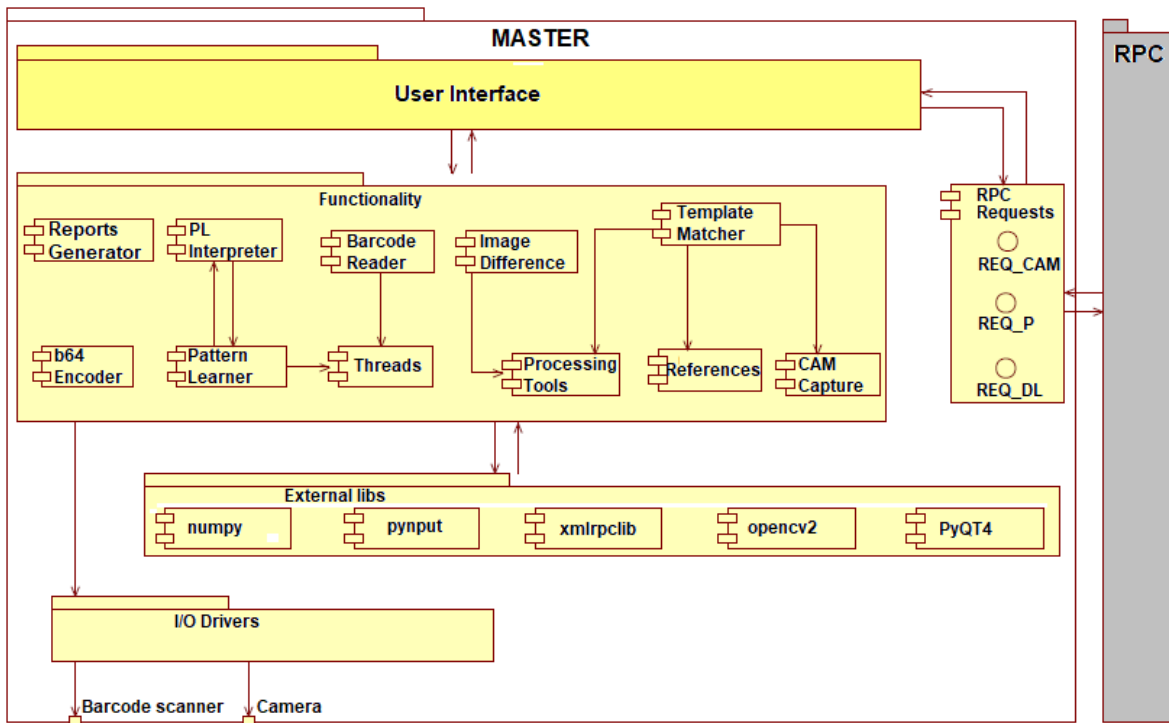 MASTER
RPC
User Interface
Functionality
Reports
Generator
PL
Interpreter
Barcode
Reader
Image
Difference
Template
Matcher
RPC
Requests
REQ_CAM
REQ_P
REQ_DL
b64
Encoder
Pattern
Learner
Threads
Processing
Tools
References
CAM
Capture
External libs
numpy
pynput
xmlrpclib
opencv2
PyQT4
I/O Drivers
Barcode scanner
Camera